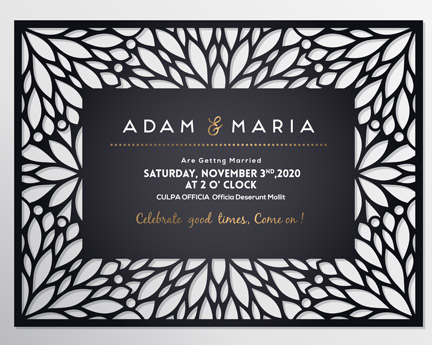 ADAM & MARIA
Are Gettng Married
SATURDAY, NOVEMBER 3ND,2020
AT 2 O' CLOCK
CULPA OFFICIA Officia Deserunt Mollit
Celebrate good times, Come on !